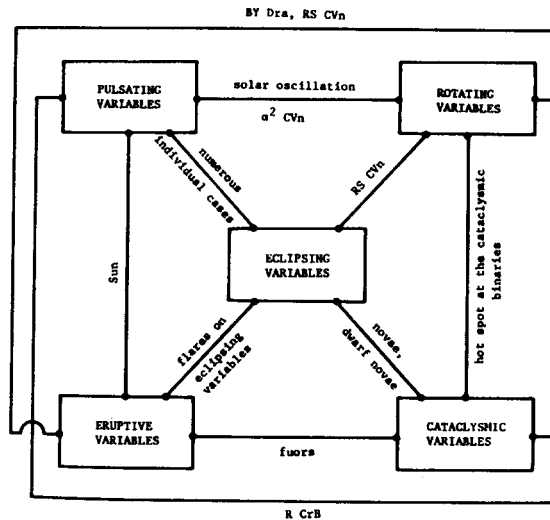 BY Dra, RS CVn
PULSATING
VARIABLES
solar oscillation
α² CVn
ROTATING
VARIABLES
numerous
individual cases
RS CVn
Sun
ECLIPSING
VARIABLES
hot spot at the cataclysmic
binaries
flares on
eclipsing
variables
novae,
dwarf novae
ERUPTIVE
VARIABLES
fuors
CATACLYSMIC
VARIABLES
R CrB